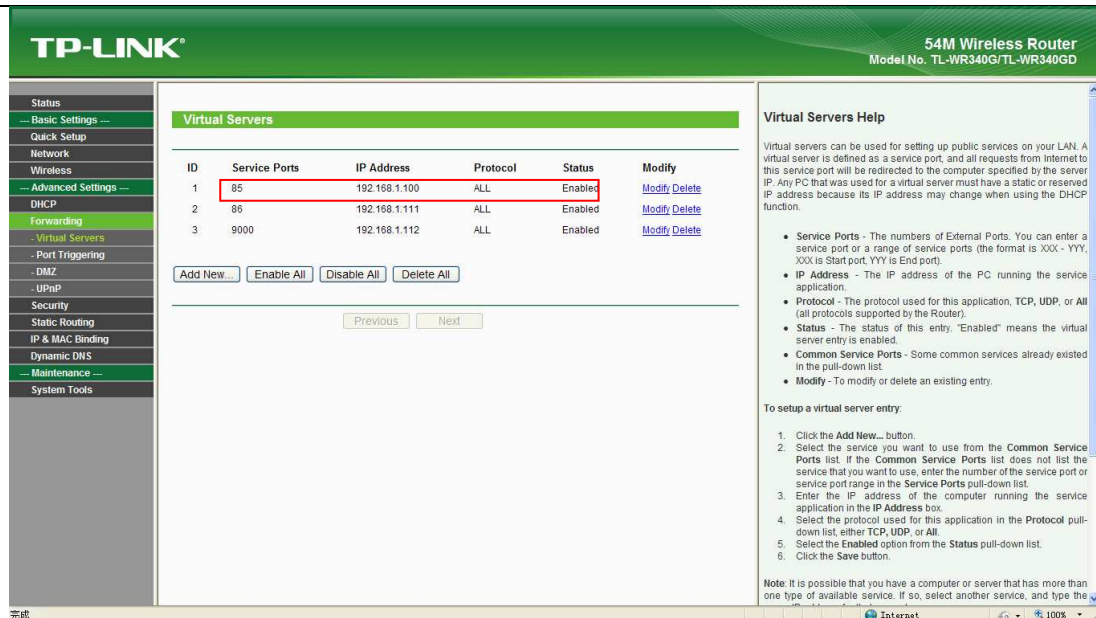 TP-LINK®
54M Wireless Router
Model No. TL-WR340G/TL-WR340GD
Status
--- Basic Settings ---
Quick Setup
Network
Wireless
--- Advanced Settings ---
DHCP
Forwarding
- Virtual Servers
- Port Triggering
- DMZ
- UPnP
Security
Static Routing
IP & MAC Binding
Dynamic DNS
--- Maintenance ---
System Tools
Virtual Servers
ID Service Ports IP Address Protocol Status Modify
1 85 192.168.1.100 ALL Enabled Modify Delete
2 86 192.168.1.111 ALL Enabled Modify Delete
3 9000 192.168.1.112 ALL Enabled Modify Delete
Add New... Enable All Disable All Delete All
Previous Next
Virtual Servers Help
Virtual servers can be used for setting up public services on your LAN. A
virtual server is defined as a service port, and all requests from Internet to
this service port will be redirected to the computer specified by the server
IP. Any PC that was used for a virtual server must have a static or reserved
IP address because its IP address may change when using the DHCP
function.
• Service Ports - The numbers of External Ports. You can enter a
service port or a range of service ports (the format is XXX - YYY,
XXX is Start port, YYY is End port).
• IP Address - The IP address of the PC running the service
application.
• Protocol - The protocol used for this application, TCP, UDP, or All
(all protocols supported by the Router).
• Status - The status of this entry. "Enabled" means the virtual
server entry is enabled.
• Common Service Ports - Some common services already existed
in the pull-down list.
• Modify - To modify or delete an existing entry.
To setup a virtual server entry:
1. Click the Add New... button.
2. Select the service you want to use from the Common Service
Ports list. If the Common Service Ports list does not list the
service that you want to use, enter the number of the service port or
service port range in the Service Ports pull-down list.
3. Enter the IP address of the computer running the service
application in the IP Address box.
4. Select the protocol used for this application in the Protocol pull-
down list, either TCP, UDP, or All.
5. Select the Enabled option from the Status pull-down list.
6. Click the Save button.
Note: It is possible that you have a computer or server that has more than
one type of available service. If so, select another service, and type the
完成
Internet
100%